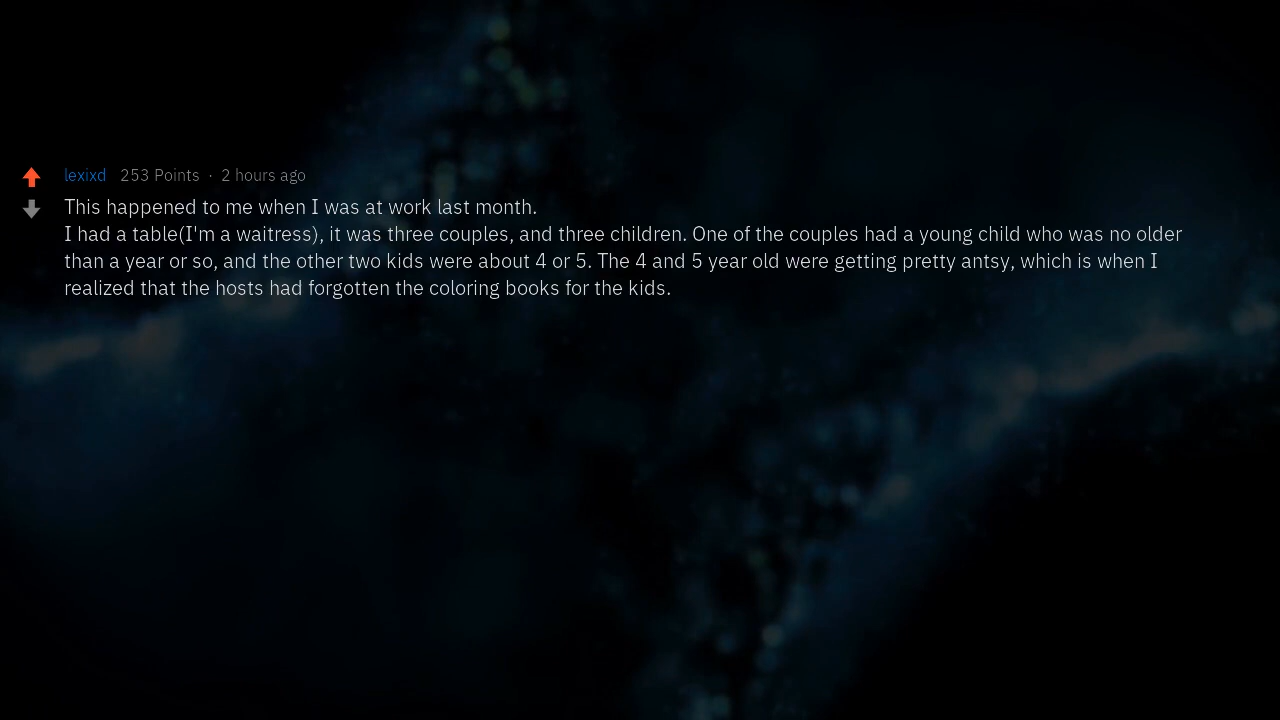 lexixd 253 Points · 2 hours ago
This happened to me when I was at work last month.
I had a table(I'm a waitress), it was three couples, and three children. One of the couples had a young child who was no older
than a year or so, and the other two kids were about 4 or 5. The 4 and 5 year old were getting pretty antsy, which is when I
realized that the hosts had forgotten the coloring books for the kids.